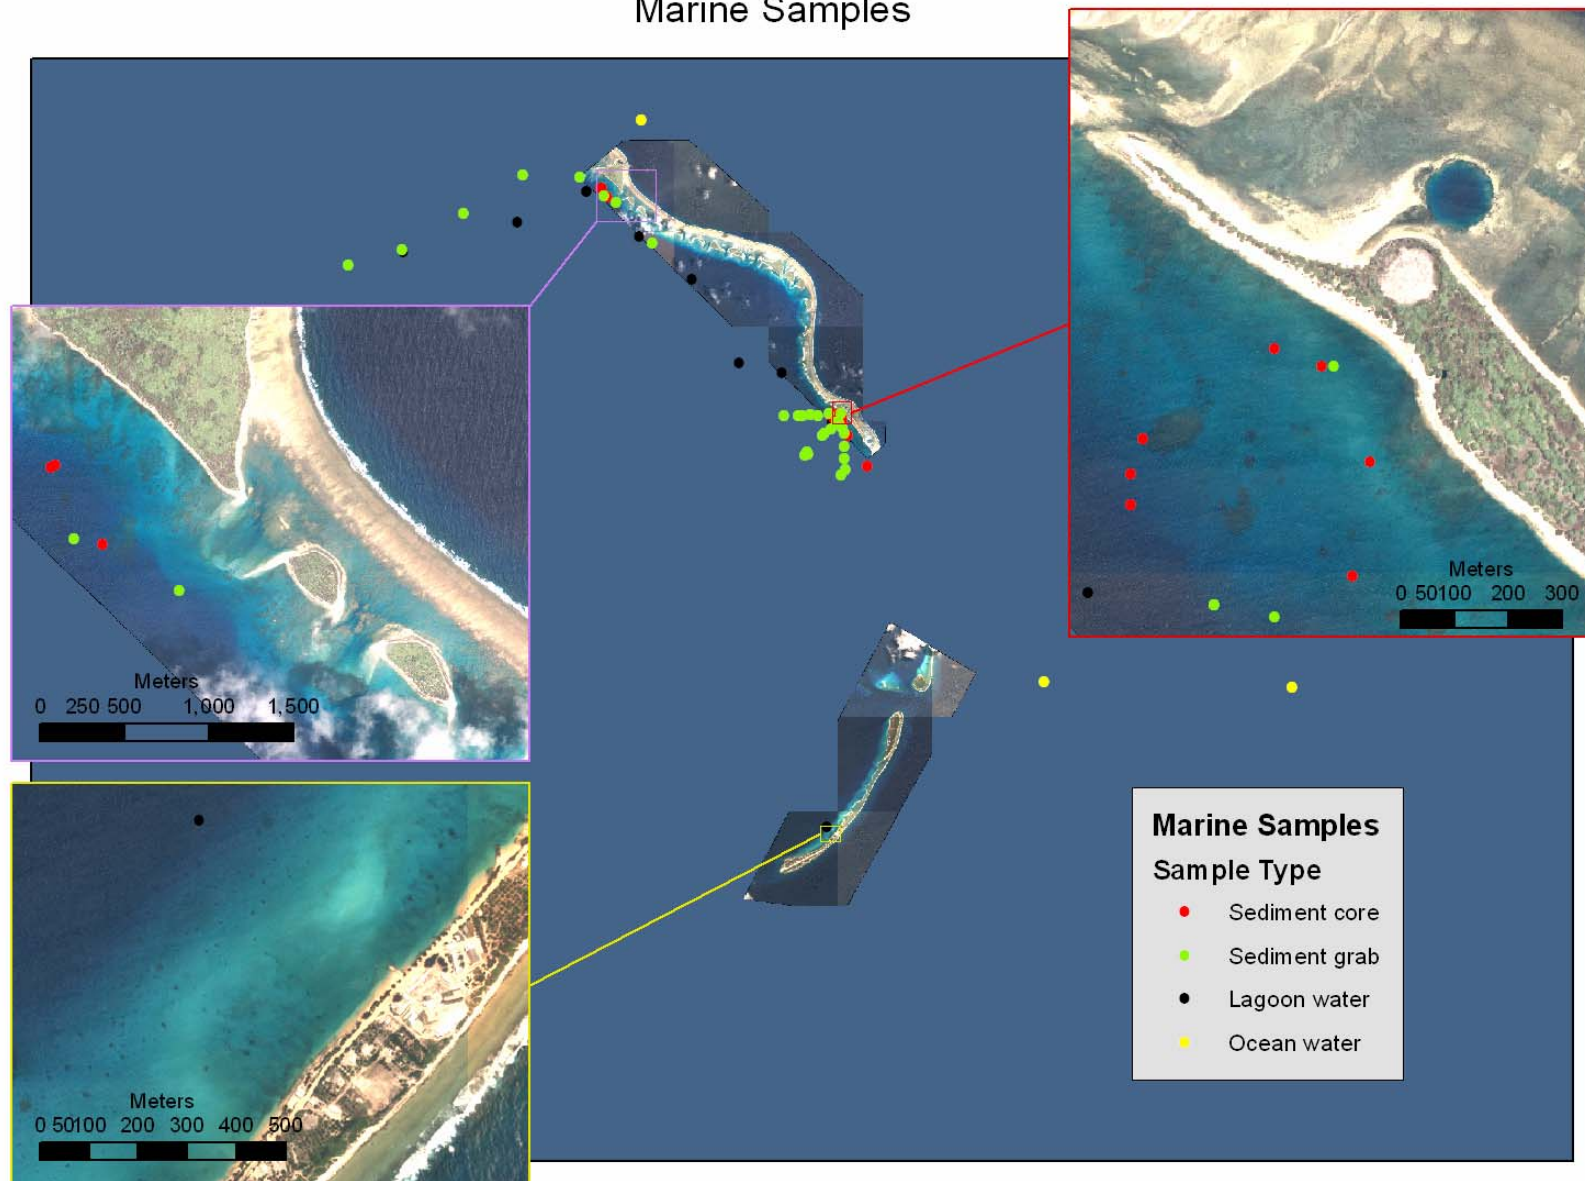 Marine Samples
Meters
0 50100 200 300
Meters
0 250 500 1,000 1,500
Meters
0 50100 200 300 400 500
Marine Samples
Sample Type
Sediment core
Sediment grab
Lagoon water
Ocean water